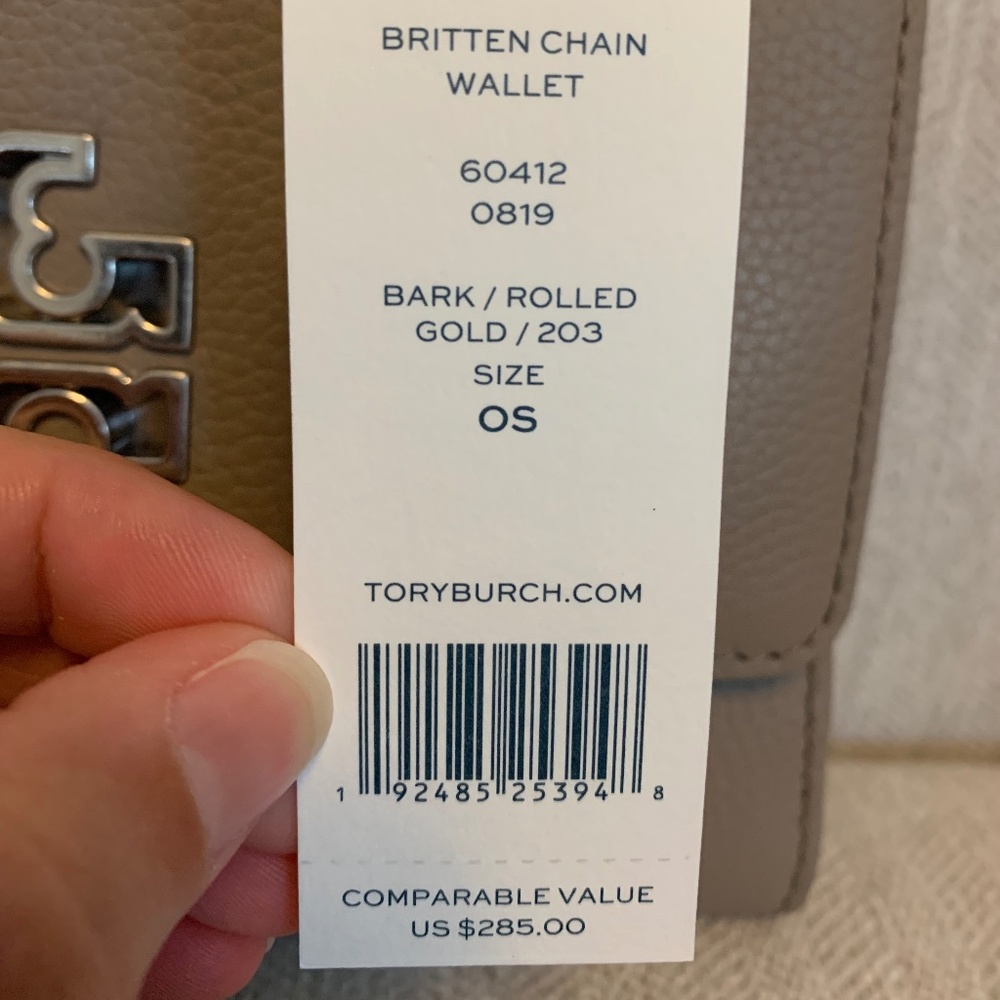 BRITTEN CHAIN
WALLET
60412
0819
BARK / ROLLED
GOLD / 203
SIZE
OS
TORYBURCH.COM
1 92485 25394 8
COMPARABLE VALUE
US $285.00